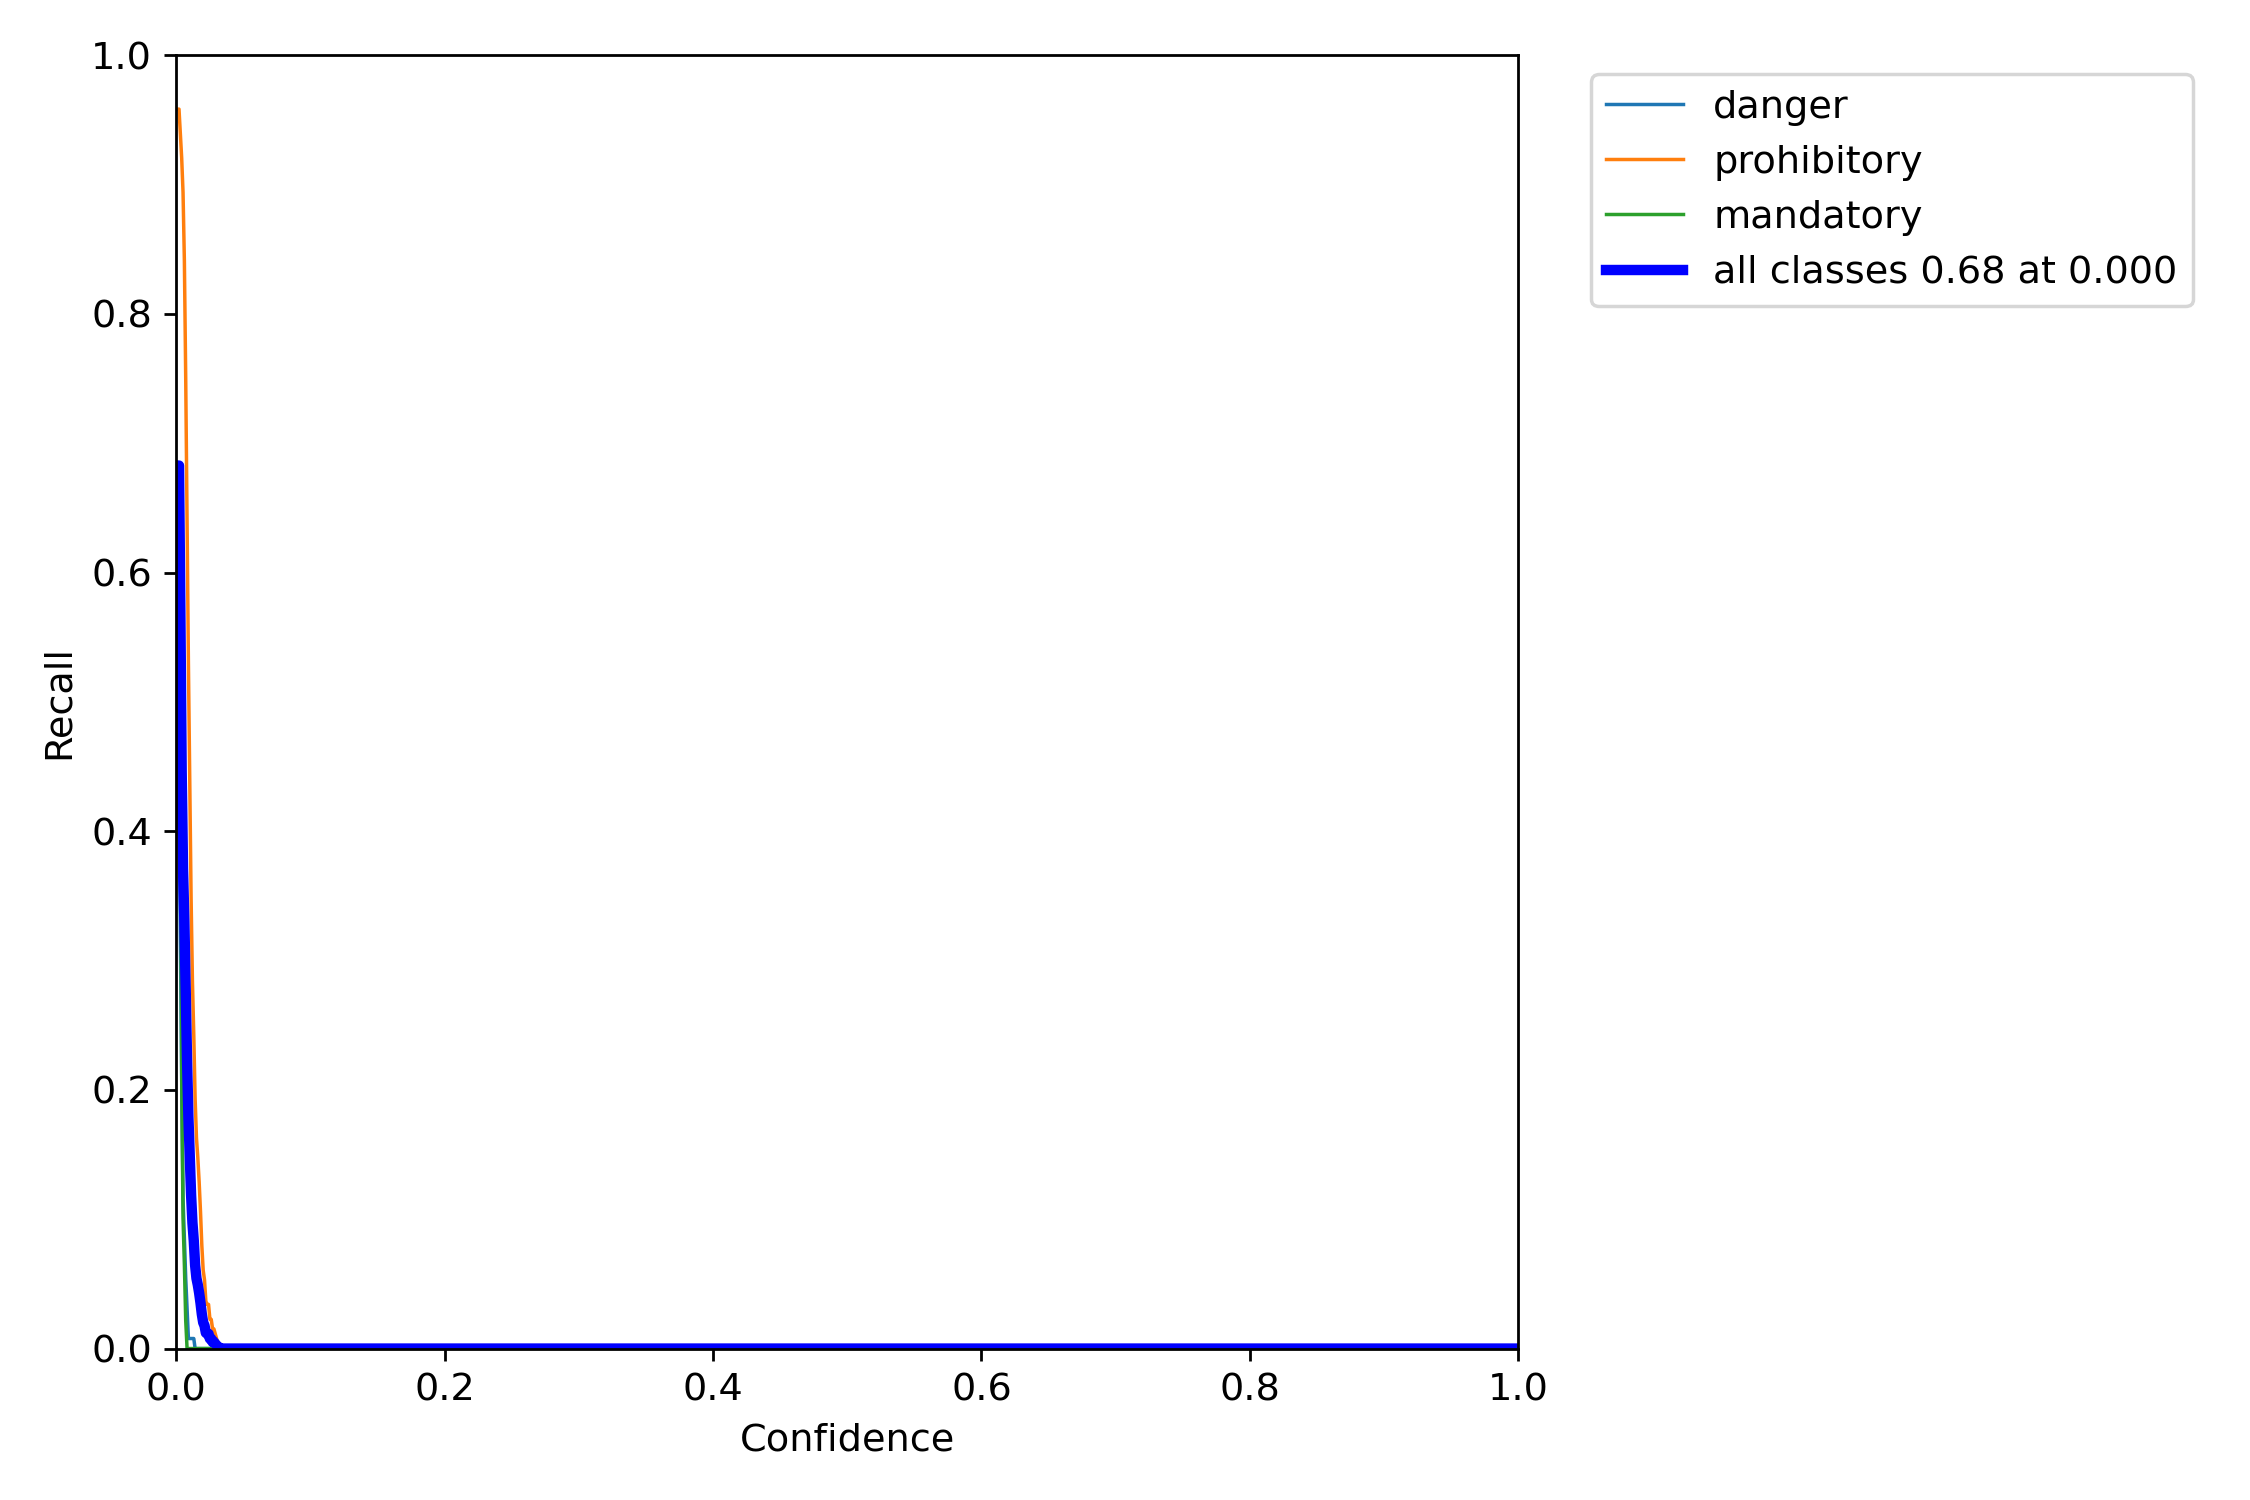 1.0
0.8
0.6
0.4
0.2
0.0
Recall
0.0 0.2 0.4 0.6 0.8 1.0
Confidence
danger
prohibitory
mandatory
all classes 0.68 at 0.000